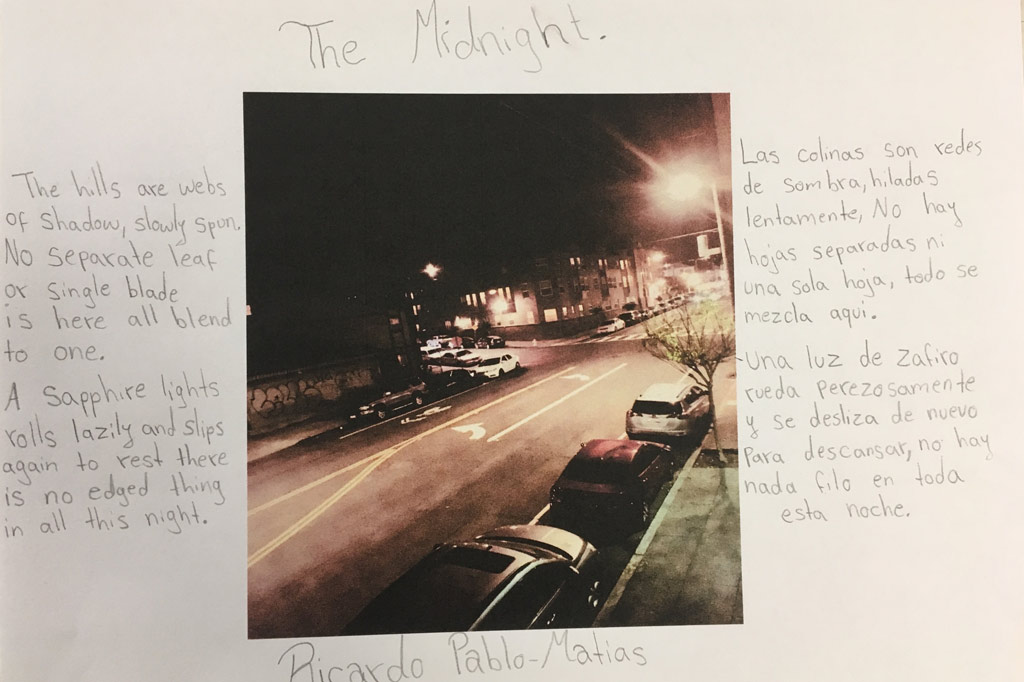 The Midnight.
The hills are webs
of shadow, slowly spun.
No separate leaf
or single blade
is here all blend
to one.
A Sapphire lights
rolls lazily and slips
again to rest there
is no edged thing
in all this night.
Las colinas son redes
de sombra, hiladas
lentamente, No hay
hojas separadas ni
una sola hoja, todo se
mezcla aquí.
Una luz de zafiro
rueda perezosamente
y se desliza de nuevo
Para descansar, no hay
nada filo en toda
esta noche.
Ricardo Pablo-Matias